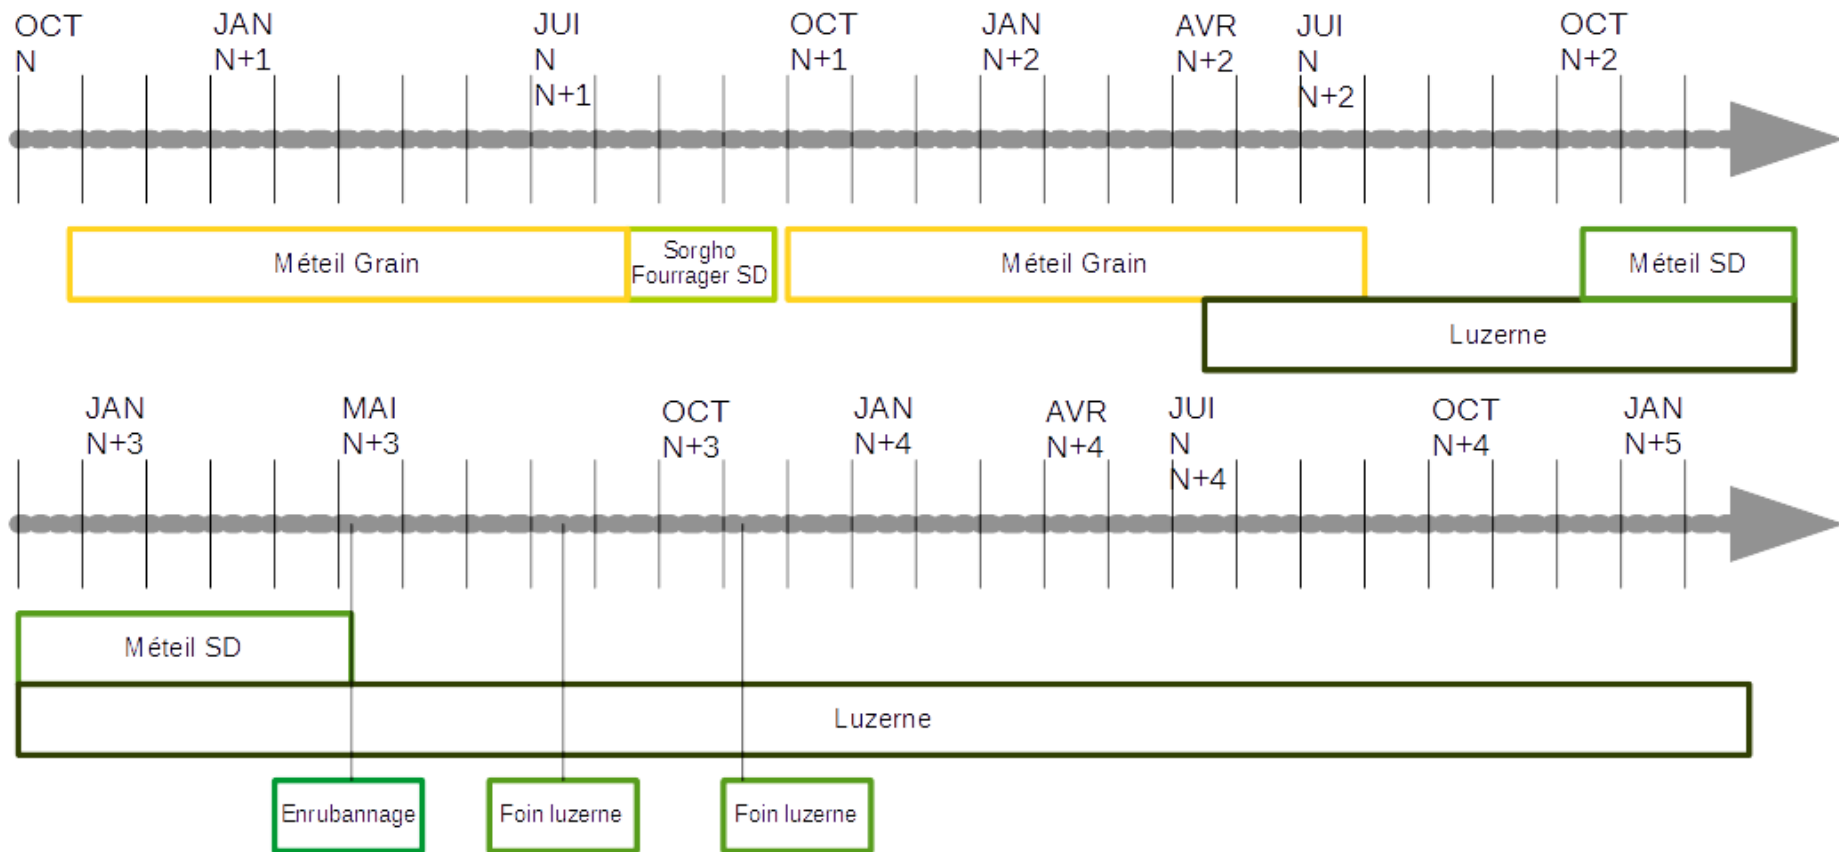 OCT
N
JAN
N+1
JUI
N
N+1
OCT
N+1
JAN
N+2
AVR
N+2
JUI
N
N+2
OCT
N+2
Méteil Grain
Sorgho
Fourrager SD
Méteil Grain
Méteil SD
Luzerne
JAN
N+3
MAI
N+3
OCT
N+3
JAN
N+4
AVR
N+4
JUI
N
N+4
OCT
N+4
JAN
N+5
Méteil SD
Luzerne
Enrubannage
Foin luzerne
Foin luzerne